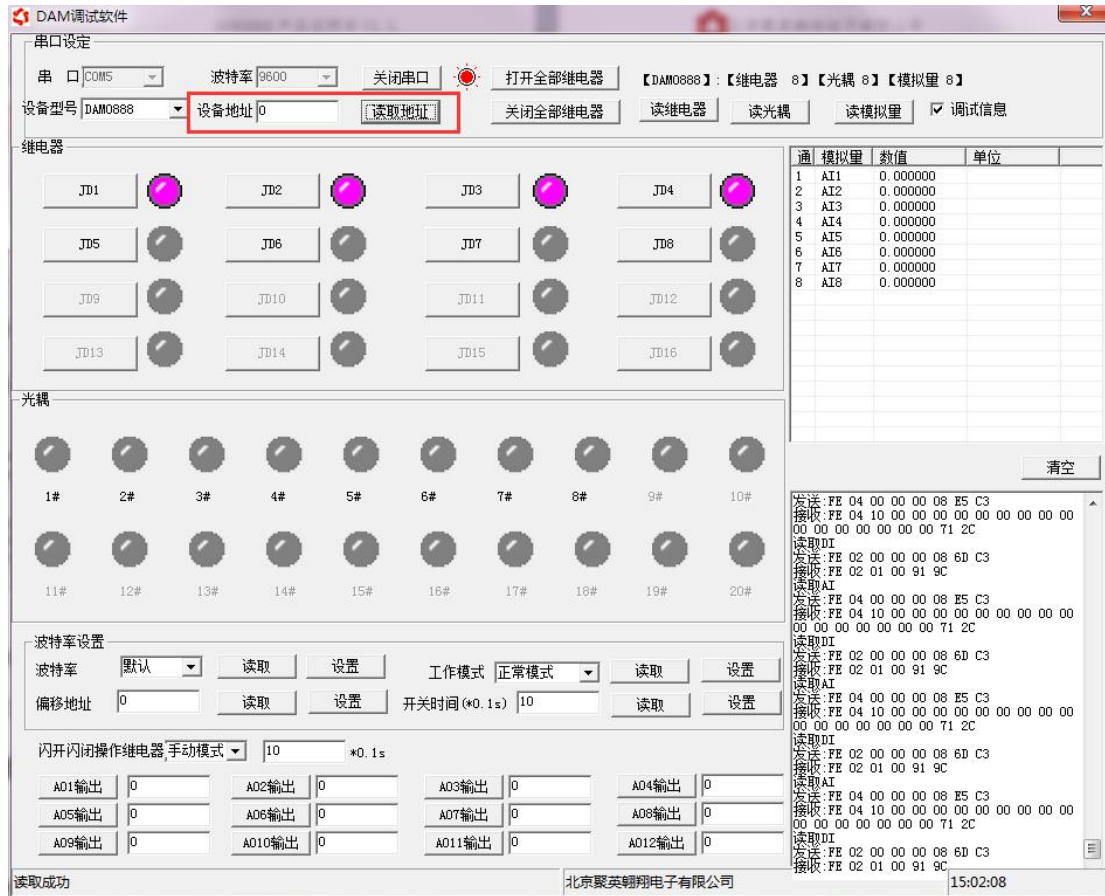 DAM调试软件
串口设定
串 口 COM5 波特率 9600 关闭串口 打开全部继电器 【DAM0888】:【继电器 8】【光耦 8】【模拟量 8】
设备型号 DAM0888 设备地址 0 读取地址 关闭全部继电器 读继电器 读光耦 读模拟量 调试信息
继电器
JD1 JD2 JD3 JD4
JD5 JD6 JD7 JD8
JD9 JD10 JD11 JD12
JD13 JD14 JD15 JD16
通 模拟量 数值 单位
1 AI1 0.000000
2 AI2 0.000000
3 AI3 0.000000
4 AI4 0.000000
5 AI5 0.000000
6 AI6 0.000000
7 AI7 0.000000
8 AI8 0.000000
光耦
1# 2# 3# 4# 5# 6# 7# 8# 9# 10#
11# 12# 13# 14# 15# 16# 17# 18# 19# 20#
清空
发送:FE 04 00 00 00 08 E5 C3
接收:FE 04 10 00 00 00 00 00 00 00 00 00
00 00 00 00 00 00 00 71 2C
读取DI
发送:FE 02 00 00 00 08 6D C3
接收:FE 02 01 00 91 9C
读取AI
发送:FE 04 00 00 00 08 E5 C3
接收:FE 04 10 00 00 00 00 00 00 00 00 00
00 00 00 00 00 00 00 71 2C
读取DI
发送:FE 02 00 00 00 08 6D C3
接收:FE 02 01 00 91 9C
读取AI
发送:FE 04 00 00 00 08 E5 C3
接收:FE 04 10 00 00 00 00 00 00 00 00 00
00 00 00 00 00 00 00 71 2C
读取DI
发送:FE 02 00 00 00 08 6D C3
接收:FE 02 01 00 91 9C
读取AI
发送:FE 04 00 00 00 08 E5 C3
接收:FE 04 10 00 00 00 00 00 00 00 00 00
00 00 00 00 00 00 00 71 2C
读取DI
发送:FE 02 00 00 00 08 6D C3
接收:FE 02 01 00 91 9C
波特率设置
波特率 默认 读取 设置 工作模式 正常模式 读取 设置
偏移地址 0 读取 设置 开关时间(*0.1s) 10 读取 设置
闪开闪闭操作继电器 手动模式 10 *0.1s
AO1输出 0 AO2输出 0 AO3输出 0 AO4输出 0
AO5输出 0 AO6输出 0 AO7输出 0 AO8输出 0
AO9输出 0 AO10输出 0 AO11输出 0 AO12输出 0
读取成功 北京聚英翱翔电子有限公司 15:02:08